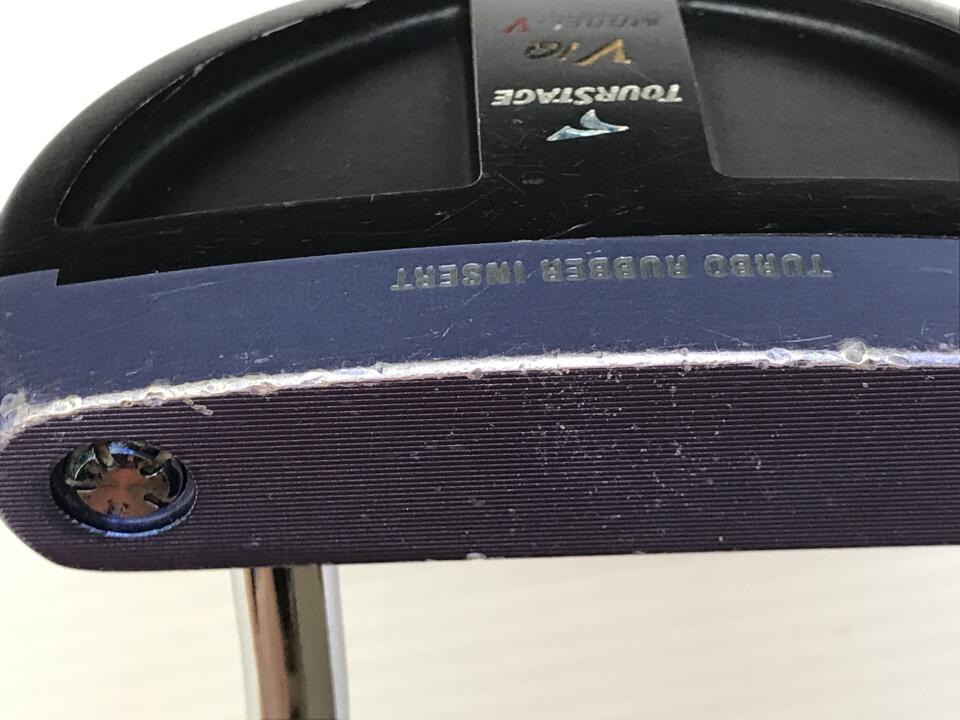 TOURSTAGE
ViQ
MODEL V
TURBO RUBBER INSERT